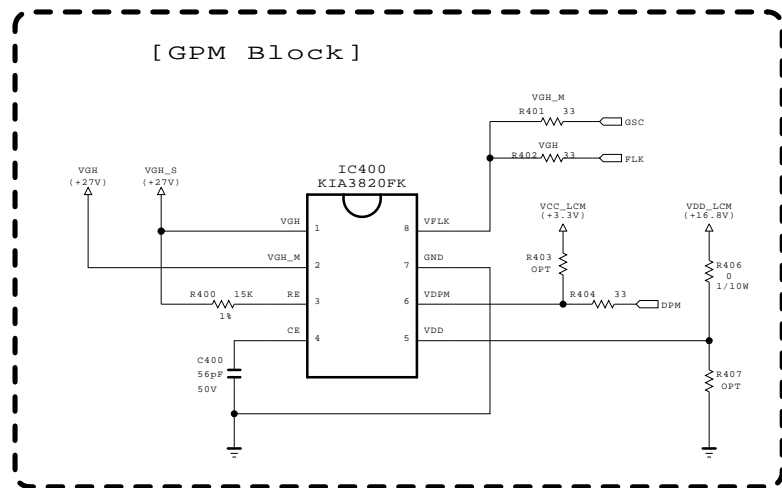 [GPM Block]
VGH_M
R401 33
GSC
VGH
R402 33
FLK
VGH
(+27V)
VGH_S
(+27V)
IC400
KIA3820FK
VGH
1
8
VFLK
VGH_M
2
7
GND
RE
3
6
VDPM
CE
4
5
VDD
R400 15K
1%
C400
56pF
50V
VCC_LCM
(+3.3V)
R403
OPT
R404 33
DPM
VDD_LCM
(+16.8V)
R406
0
1/10W
R407
OPT